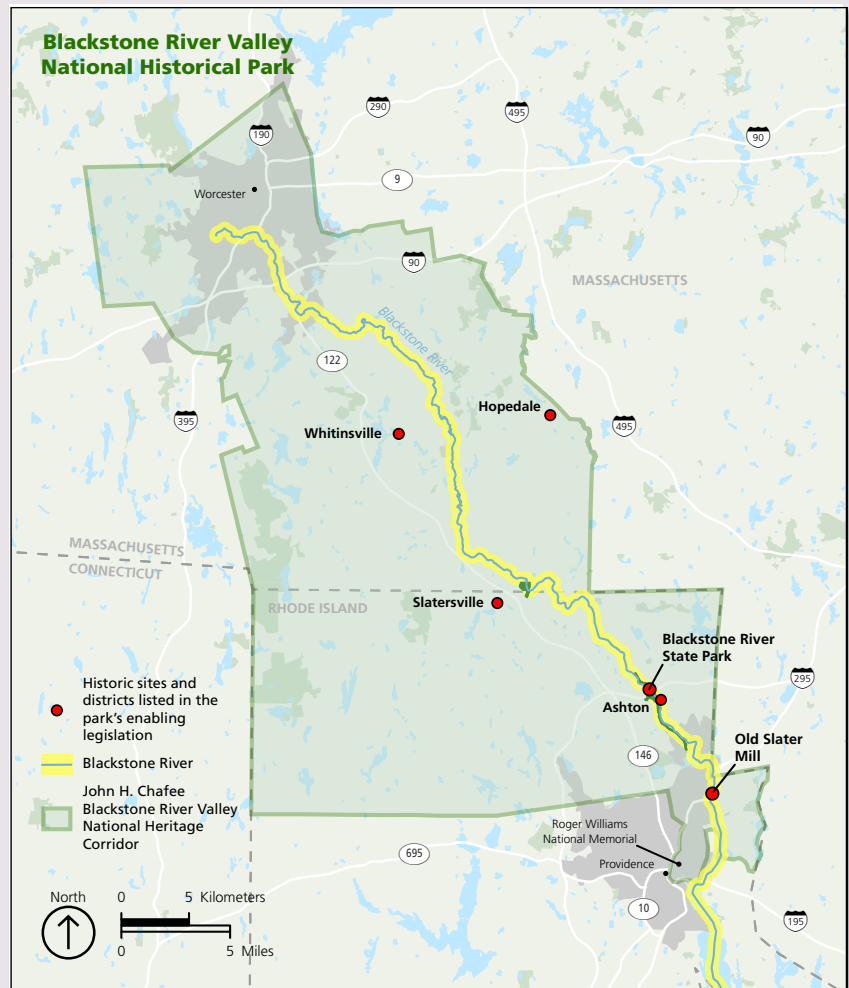 Blackstone River Valley
National Historical Park
290
495
190
90
9
Worcester
90
MASSACHUSETTS
Blackstone River
122
Hopedale
395
495
Whitinsville
MASSACHUSETTS
CONNECTICUT
RHODE ISLAND
Slatersville
Blackstone River
State Park
295
Ashton
Historic sites and
districts listed in the
park's enabling
legislation
146
Old Slater
Mill
Blackstone River
John H. Chafee
Blackstone River Valley
National Heritage
Corridor
Roger Williams
National Memorial
695
Providence
North
0
5 Kilometers
10
195
0
5 Miles